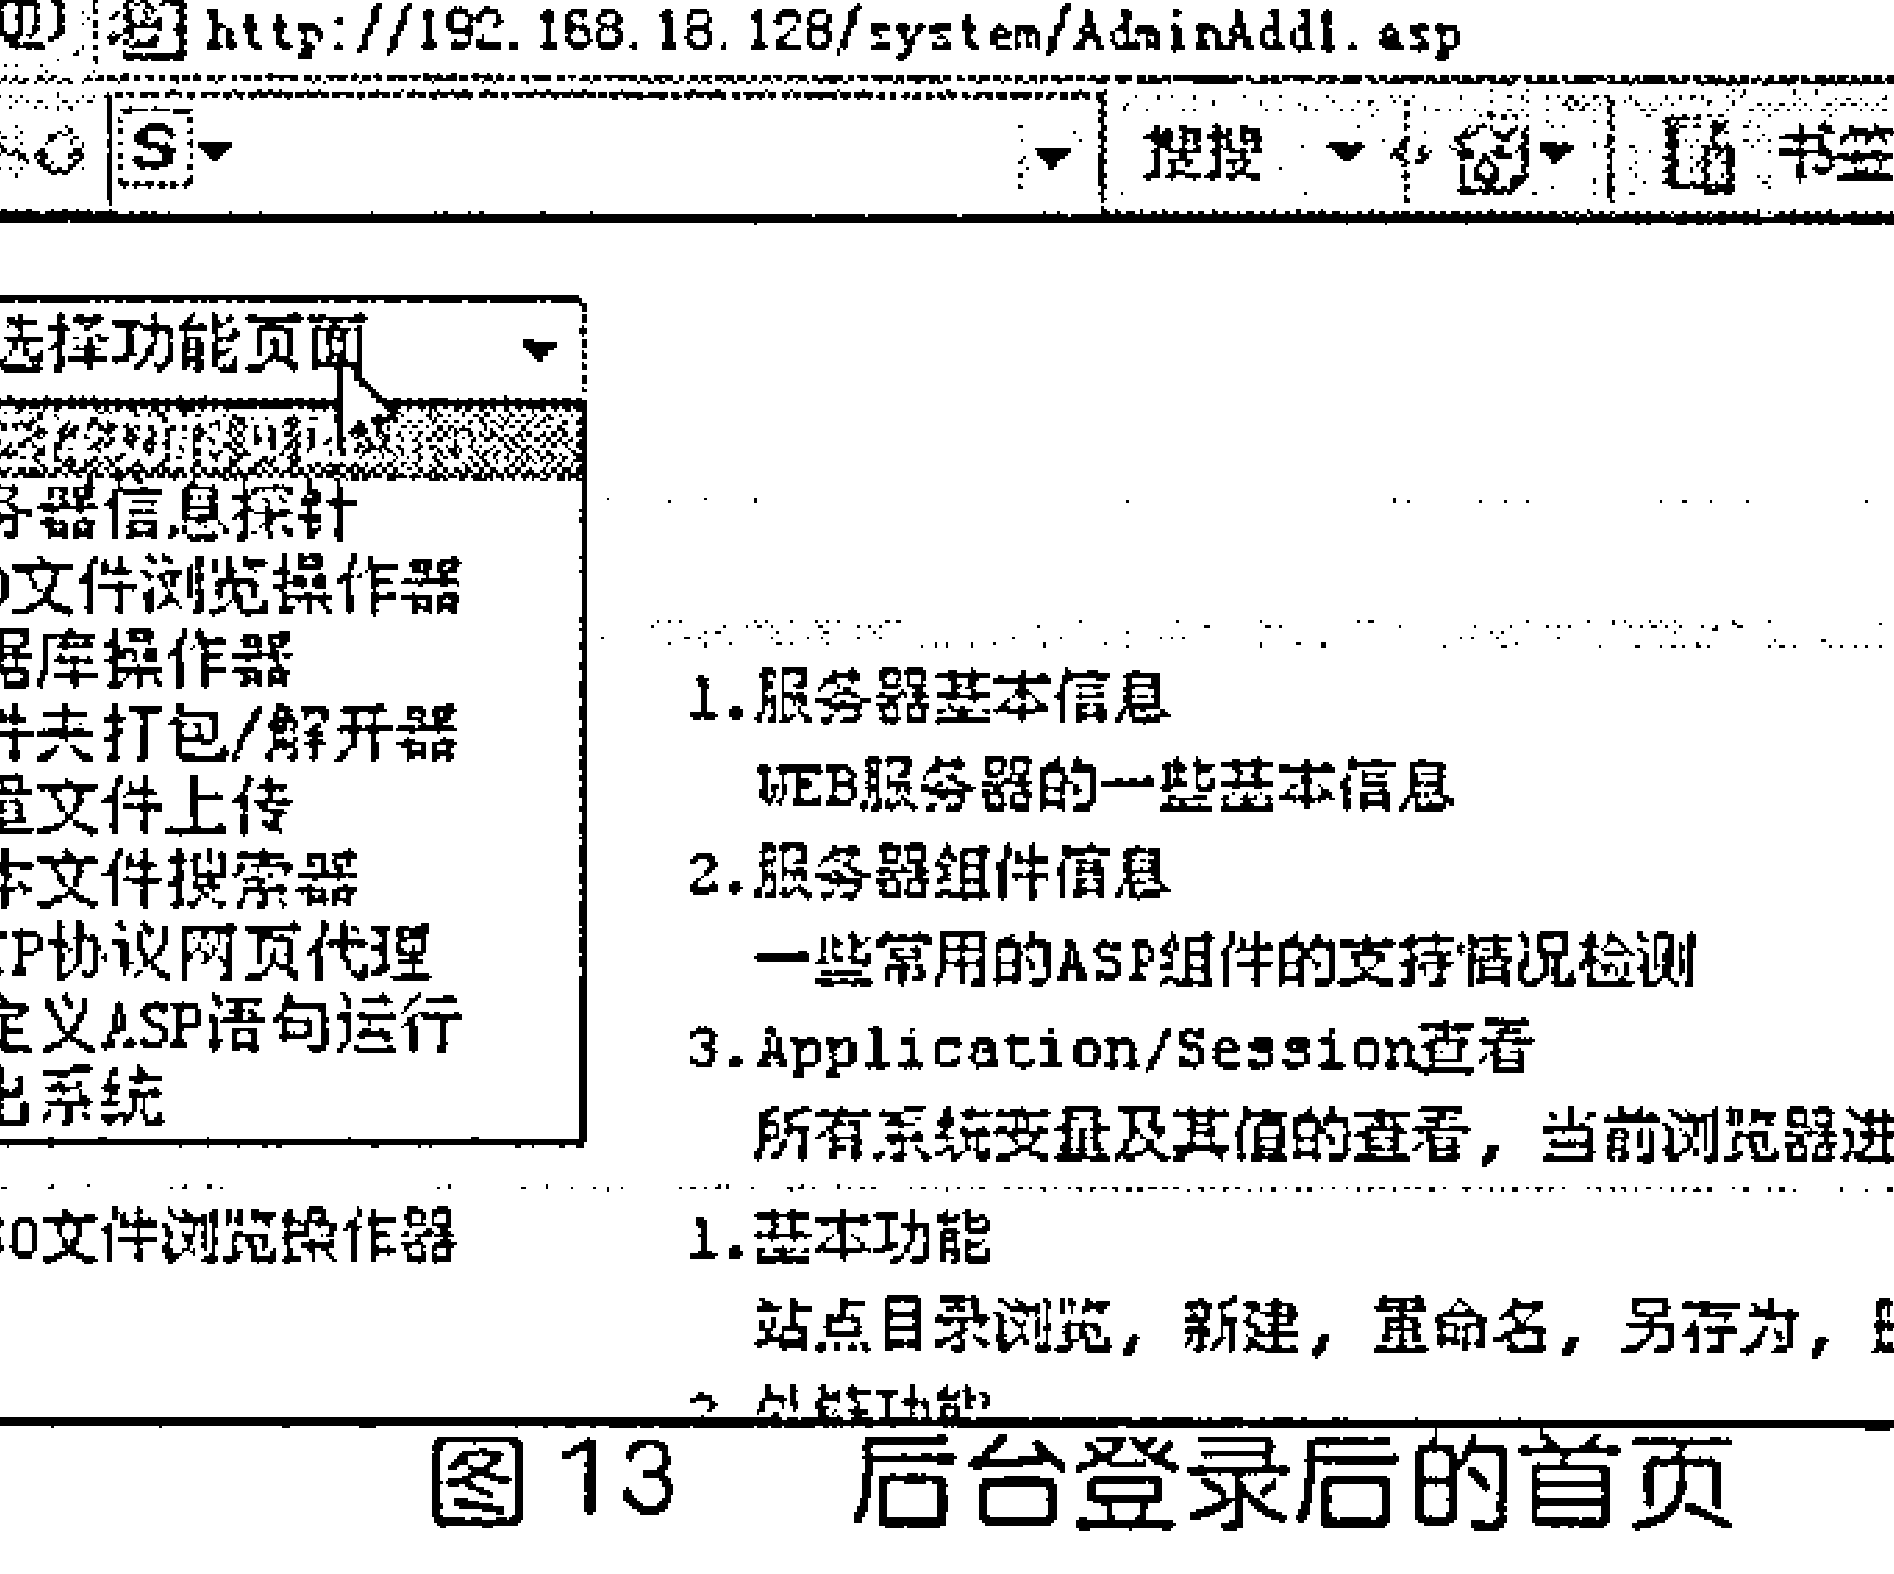 http://192.168.18.128/system/AdminAdd1.asp
S
搜搜
书签
选择功能页面
务器信息探针
O文件浏览操作器
据库操作器
件夹打包/解开器
量文件上传
本文件搜索器
TP协议网页代理
定义ASP语句运行
出系统
1.服务器基本信息
WEB服务器的一些基本信息
2.服务器组件信息
一些常用的ASP组件的支持情况检测
3.Application/Session查看
所有系统变量及其值的查看，当前浏览器进
SO文件浏览操作器
1.基本功能
站点目录浏览，新建，重命名，另存为，
图13 后台登录后的首页